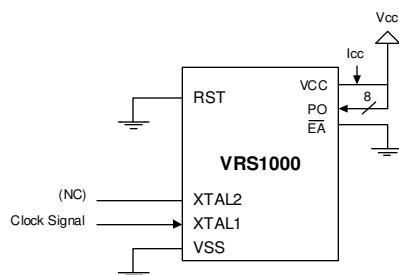 Vcc
Icc
VCC
RST
8
PO
EA
VRS1000
(NC)
XTAL2
Clock Signal
XTAL1
VSS